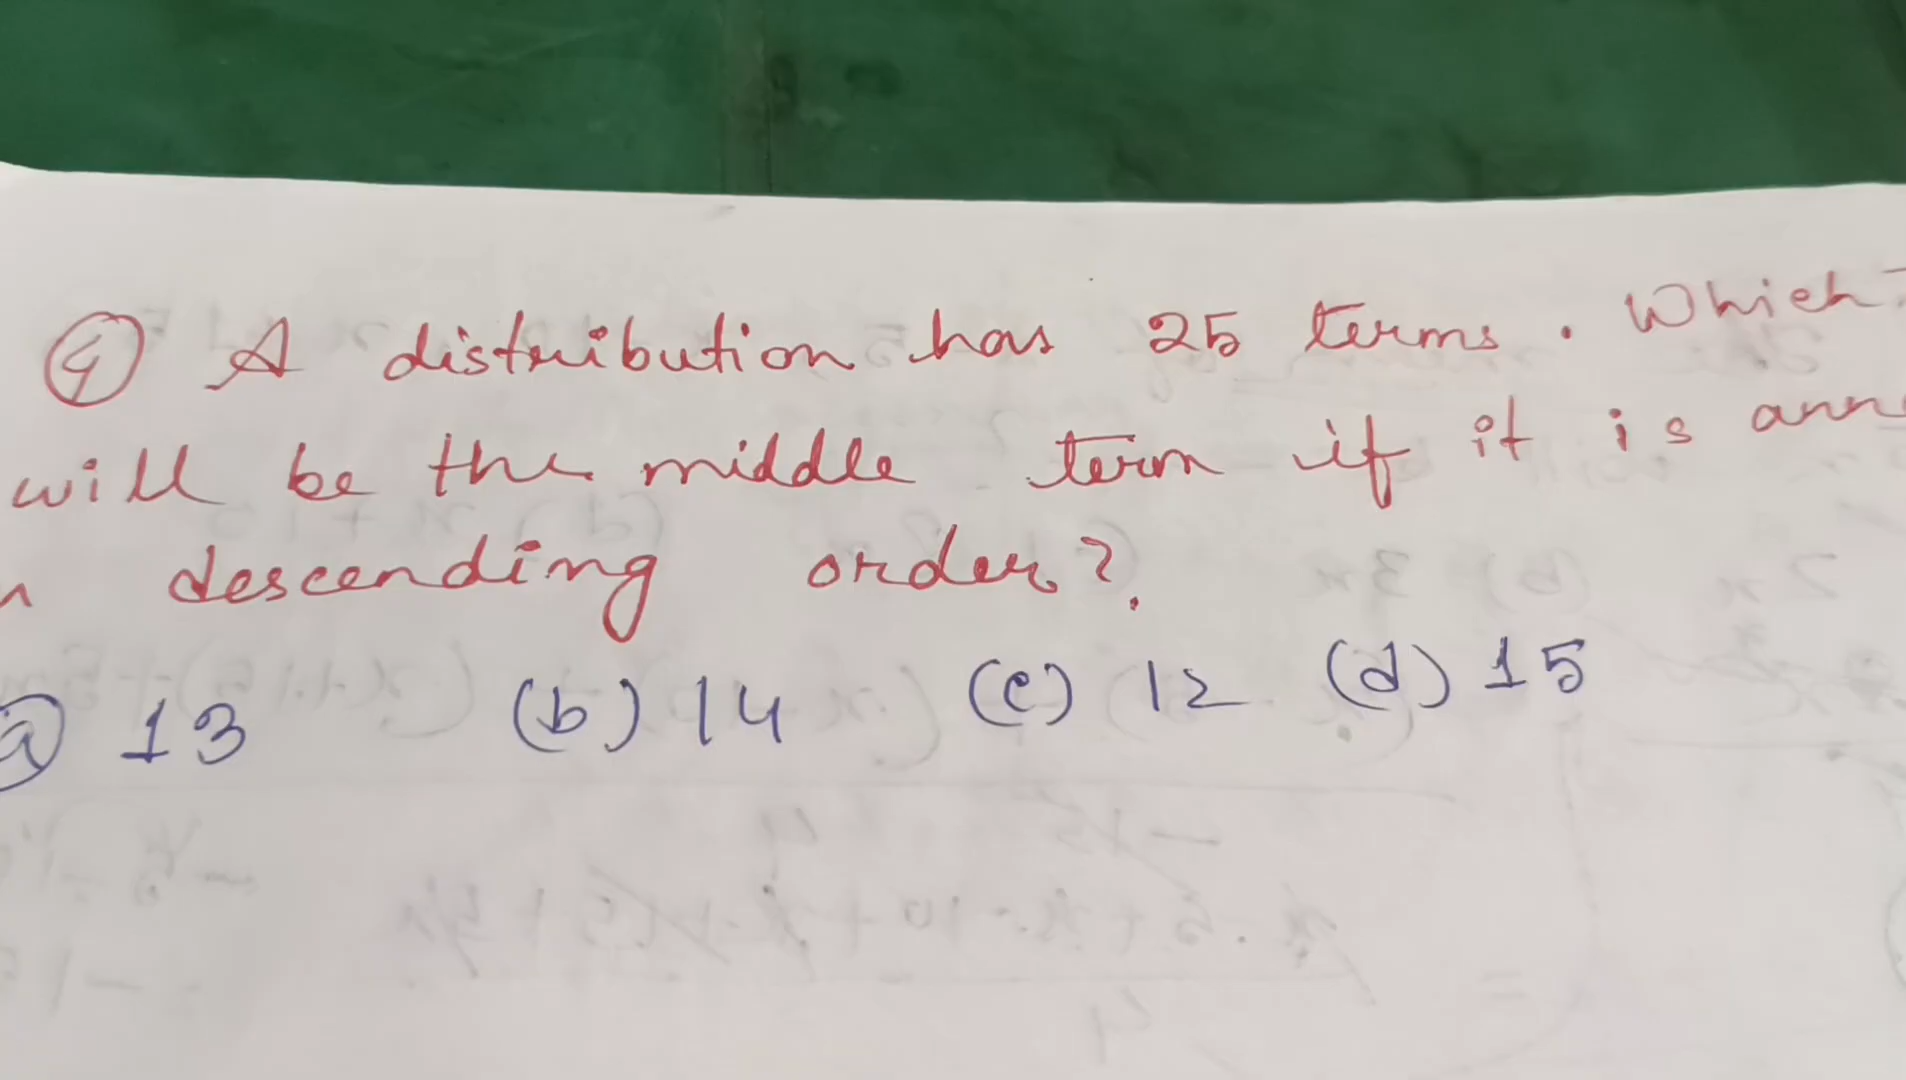 ④ A distribution has 25 terms. Which
will be the middle term if it is
descending order?
ⓐ 13 (b) 14 (c) 12 (d) 15